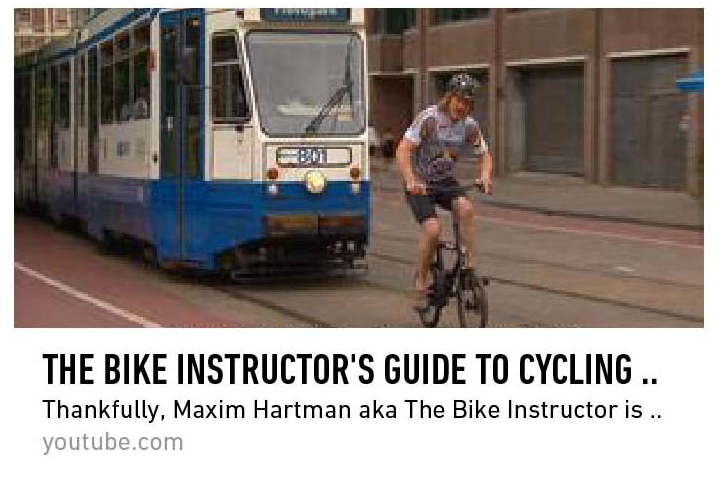 801
THE BIKE INSTRUCTOR'S GUIDE TO CYCLING ..
Thankfully, Maxim Hartman aka The Bike Instructor is ..
youtube.com